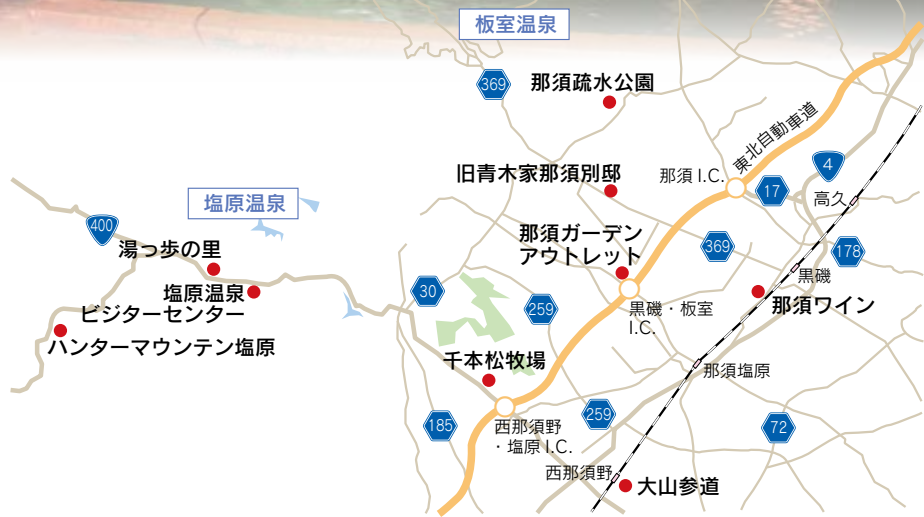 板室温泉
369
那須疏水公園
東北自動車道
4
旧青木家那須別邸
那須 I.C.
17
高久
塩原温泉
400
湯っ歩の里
那須ガーデン
アウトレット
369
178
黒磯
塩原温泉
ビジターセンター
30
259
黒磯・板室
I.C.
那須ワイン
ハンターマウンテン塩原
千本松牧場
那須塩原
185
西那須野
・塩原 I.C.
259
72
西那須野
大山参道